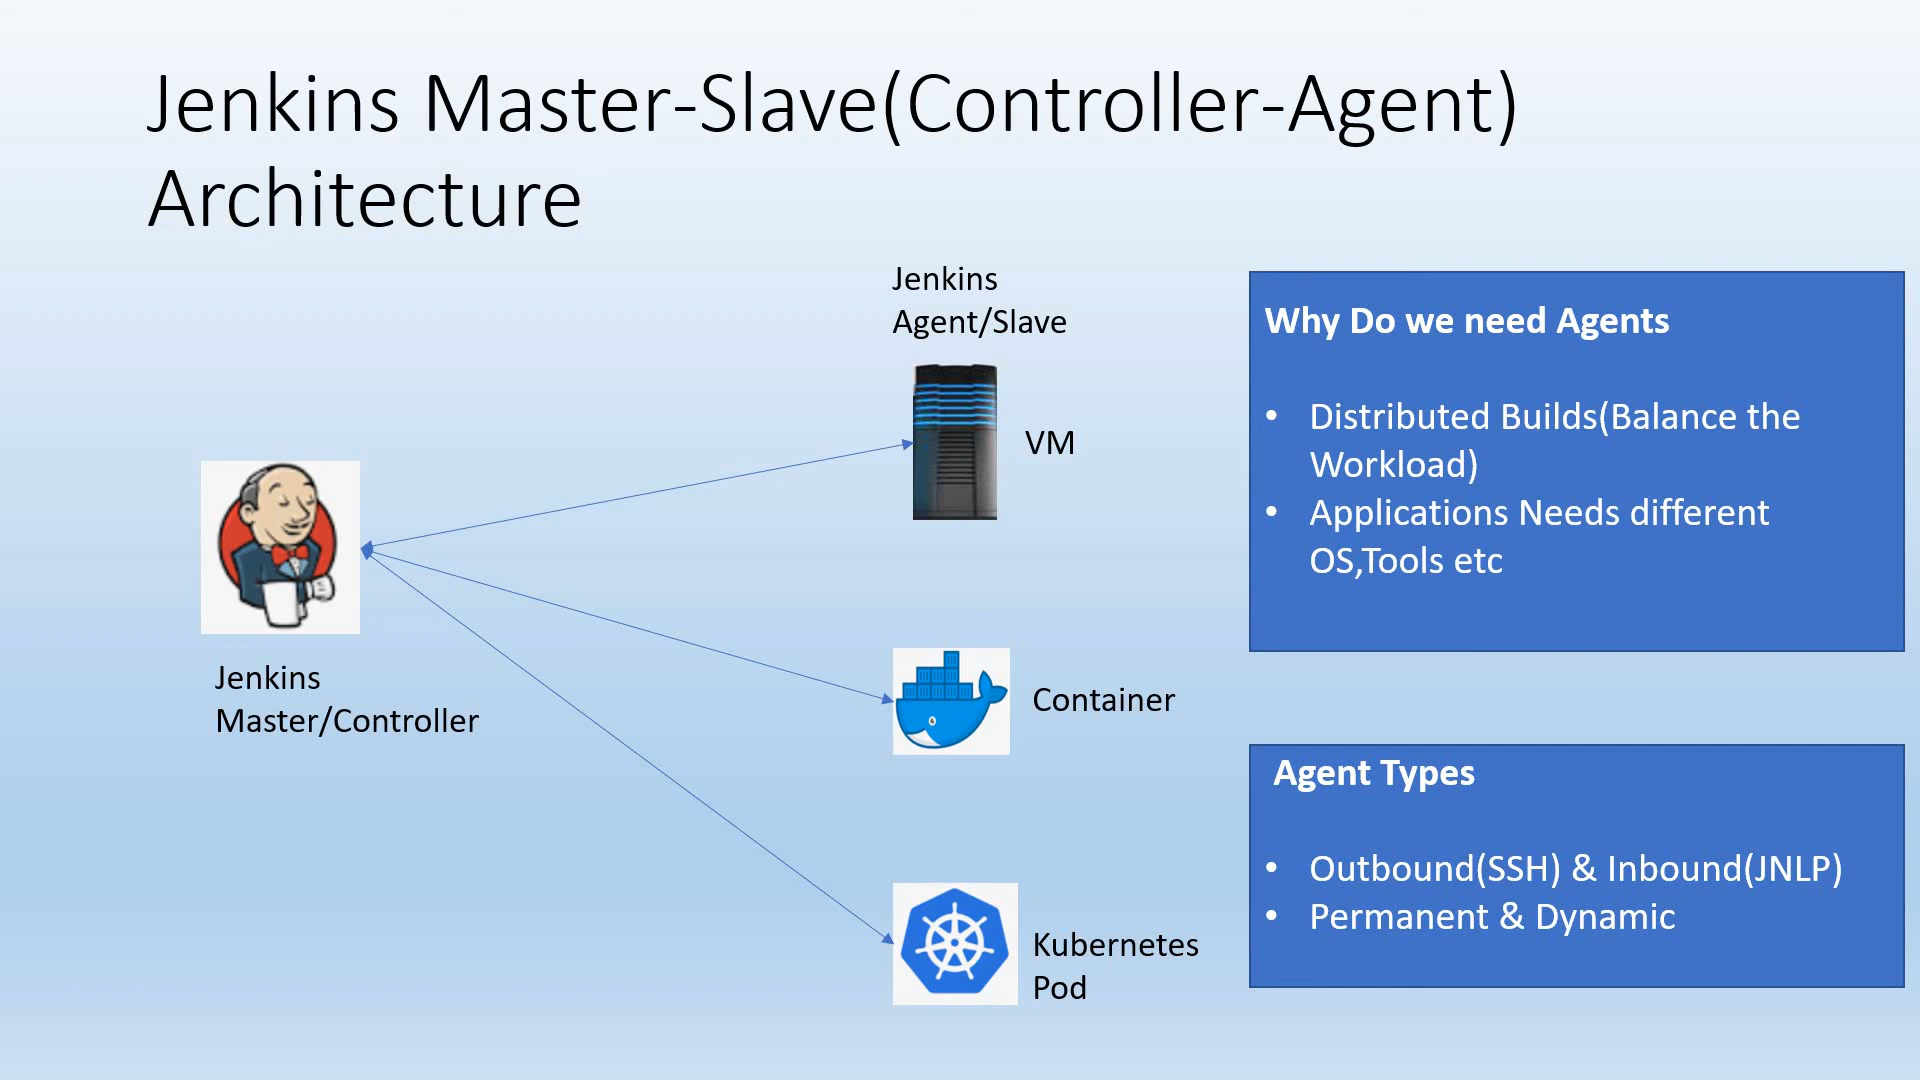 Jenkins Master-Slave(Controller-Agent)
Architecture
Jenkins
Agent/Slave
VM
Jenkins
Master/Controller
Container
Kubernetes
Pod
Why Do we need Agents
• Distributed Builds(Balance the
Workload)
• Applications Needs different
OS,Tools etc
Agent Types
• Outbound(SSH) & Inbound(JNLP)
• Permanent & Dynamic